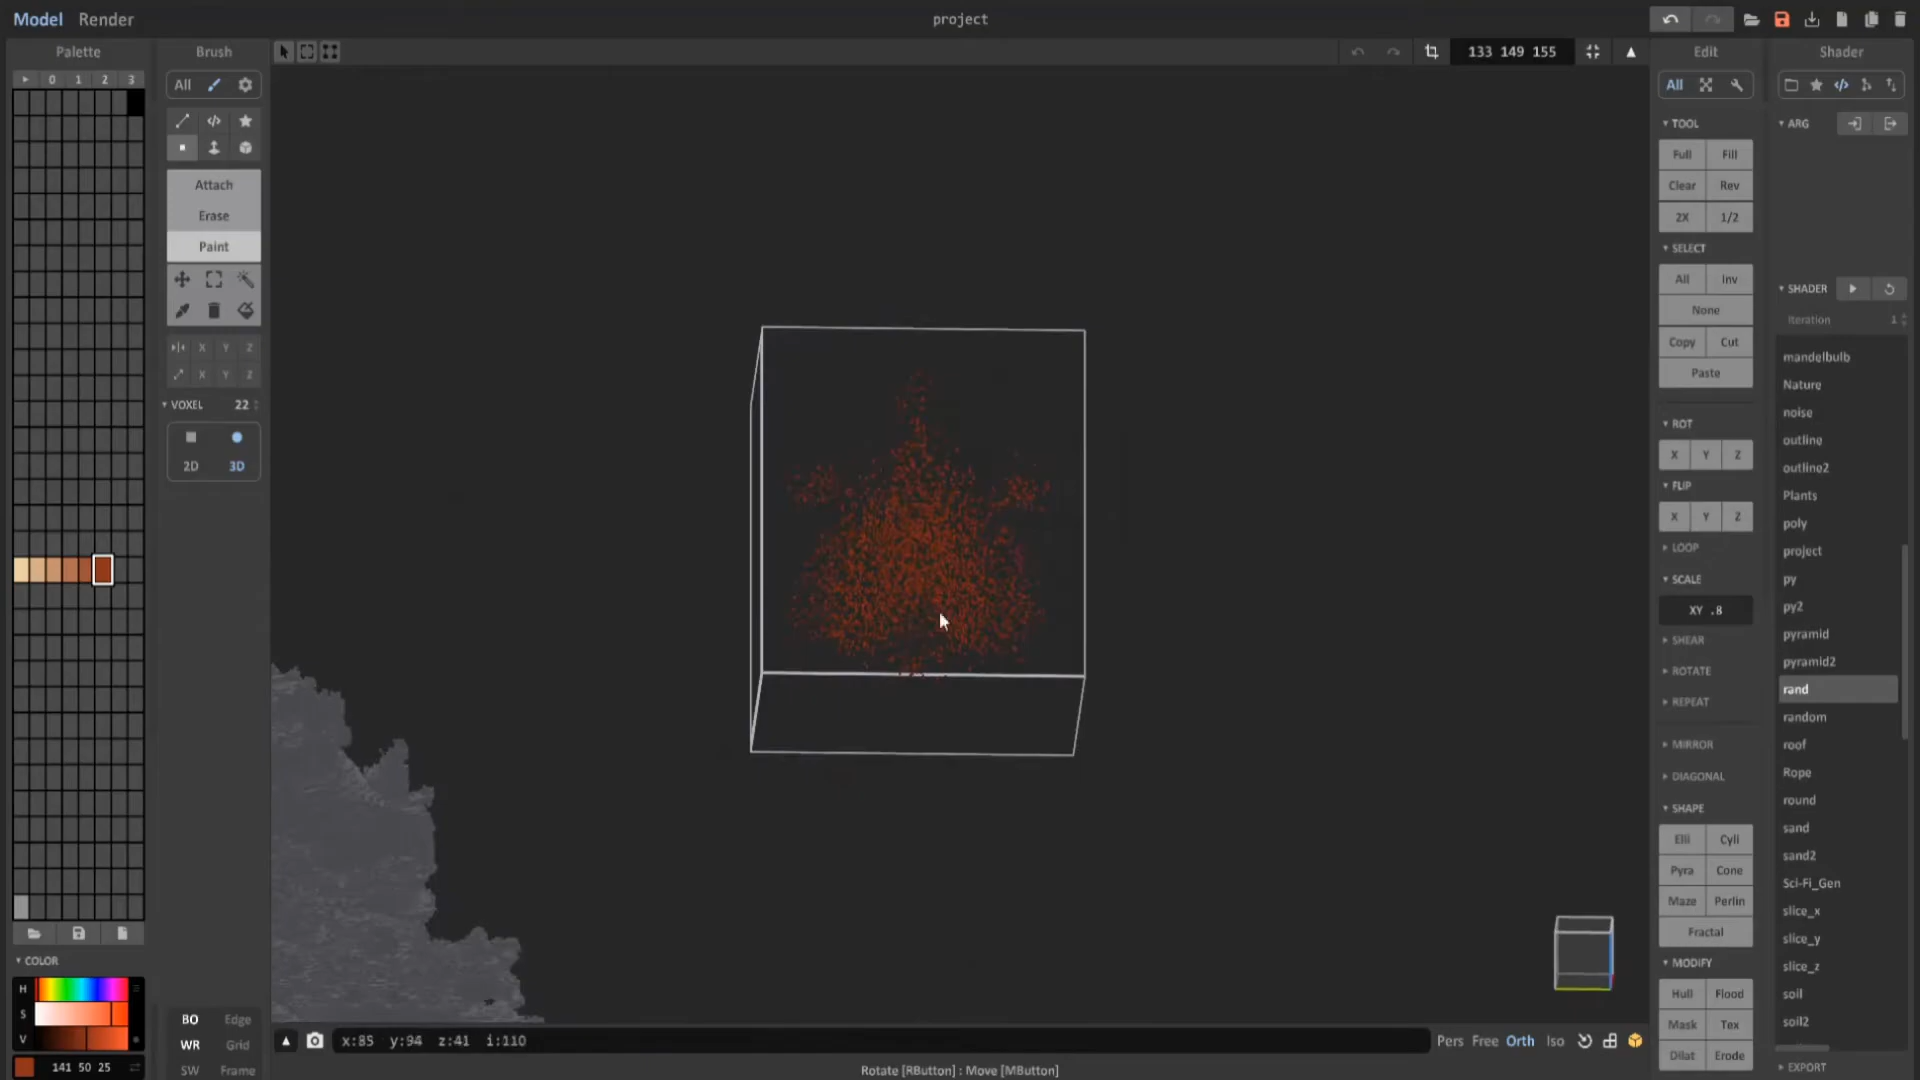 Model Render
project
Palette
Brush
133 149 155
Edit
Shader
0 1 2 3
All
All
ARG
TOOL
Full Fill
Clear Rev
2X 1/2
Attach
Erase
Paint
SELECT
All Inv
None
Copy Cut
Paste
SHADER
Iteration 1
X Y Z
X Y Z
VOXEL 22
2D 3D
ROT
X Y Z
FLIP
X Y Z
LOOP
SCALE
XY .8
SHEAR
ROTATE
REPEAT
MIRROR
DIAGONAL
SHAPE
Elli Cyli
Pyra Cone
Maze Perlin
Fractal
MODIFY
Hull Flood
Mask Tex
Dilat Erode
mandelbulb
Nature
noise
outline
outline2
Plants
poly
project
py
py2
pyramid
pyramid2
rand
random
roof
Rope
round
sand
sand2
Sci-Fi_Gen
slice_x
slice_y
slice_z
soil
soil2
EXPORT
COLOR
H
S
V
141 50 25
BO Edge
WR Grid
SW Frame
x:85 y:94 z:41 i:110
Pers Free Orth Iso
Rotate [RButton] : Move [MButton]